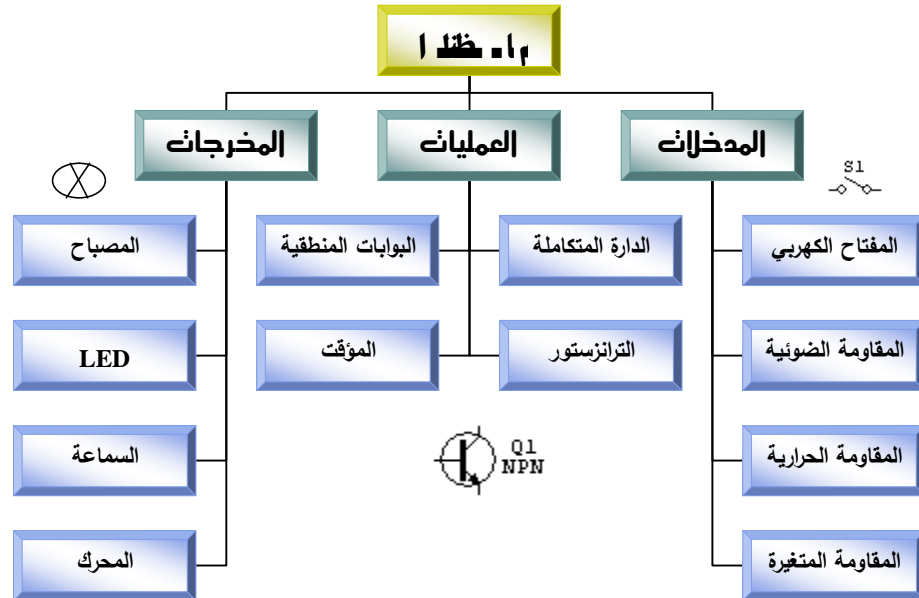 المدخلات
العمليات
المخرجات
S1
المفتاح الكهربي
الدارة المتكاملة
البوابات المنطقية
المصباح
المقاومة الضوئية
الترانزستور
المؤقت
LED
المقاومة الحرارية
Q1
NPN
السماعة
المقاومة المتغيرة
المحرك